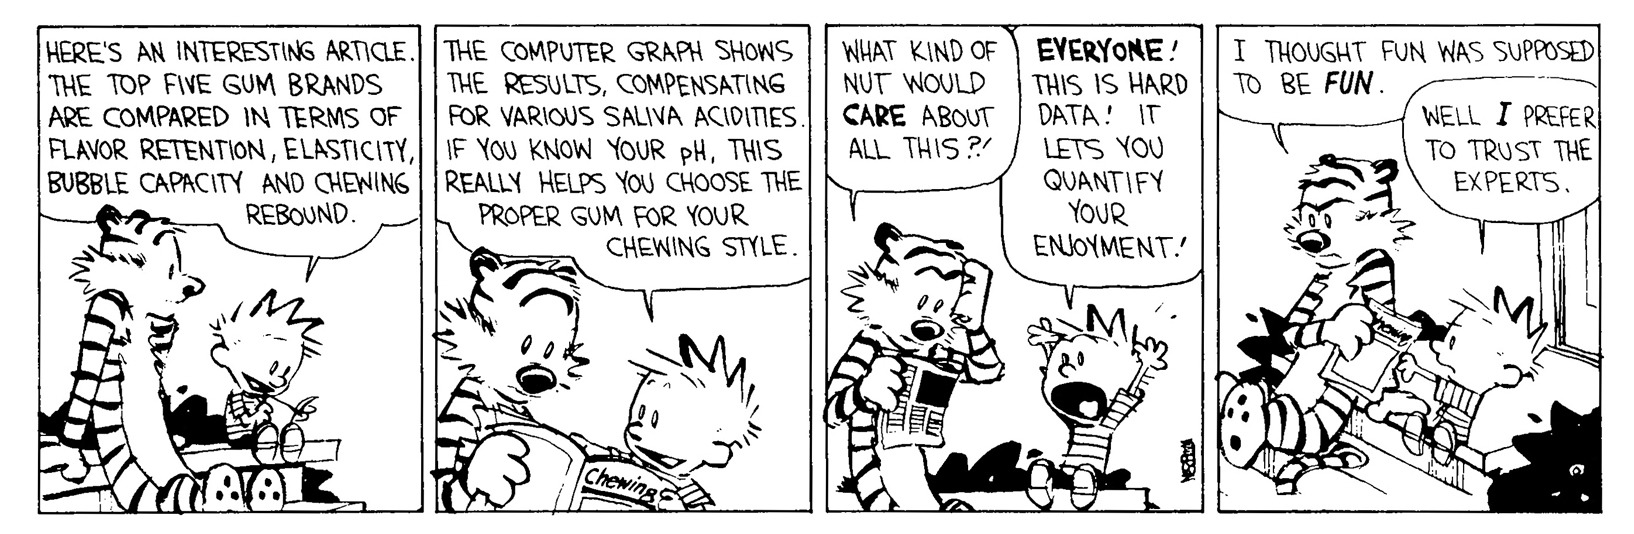 HERE'S AN INTERESTING ARTICLE.
THE TOP FIVE GUM BRANDS
ARE COMPARED IN TERMS OF
FLAVOR RETENTION, ELASTICITY,
BUBBLE CAPACITY AND CHEWING
REBOUND.
THE COMPUTER GRAPH SHOWS
THE RESULTS, COMPENSATING
FOR VARIOUS SALIVA ACIDITIES.
IF YOU KNOW YOUR pH, THIS
REALLY HELPS YOU CHOOSE THE
PROPER GUM FOR YOUR
CHEWING STYLE.
Chewing
WHAT KIND OF
NUT WOULD
CARE ABOUT
ALL THIS?!
EVERYONE!
THIS IS HARD
DATA! IT
LETS YOU
QUANTIFY
YOUR
ENJOYMENT!
I THOUGHT FUN WAS SUPPOSED
TO BE FUN.
WELL I PREFER
TO TRUST THE
EXPERTS.
Chewing